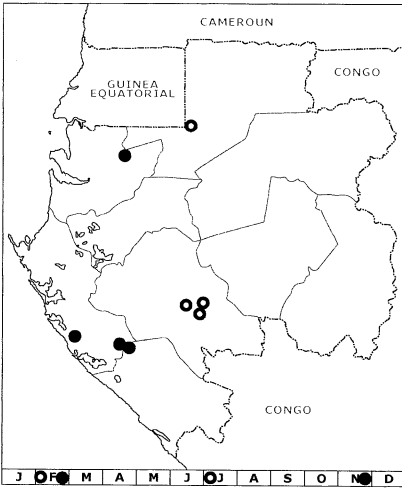 CAMEROUN
CONGO
GUINEA
EQUATORIAL
CONGO
J F M A M J J A S O N D